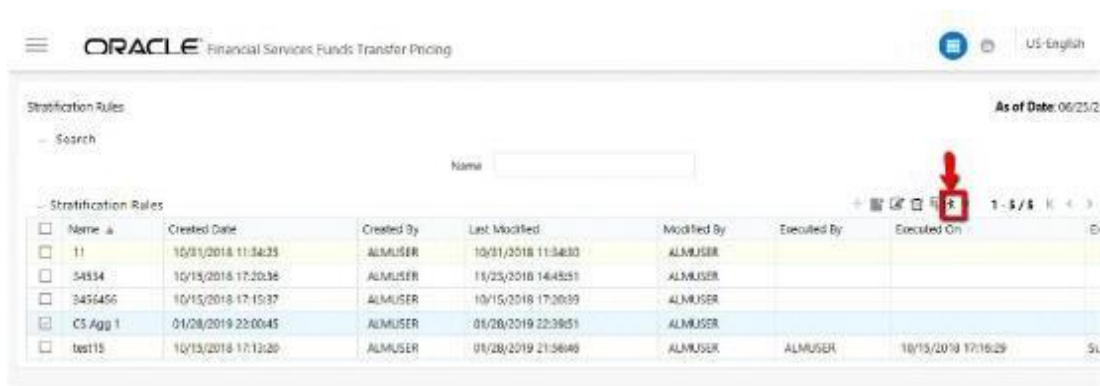 ORACLE Financial Services Funds Transfer Pricing US-English
Stratification Rules As of Date: 06/25/2
Search
Name
Stratification Rules 1-5/5
Name Created Date Created By Last Modified Modified By Executed By Executed On E
11 10/31/2018 11:34:25 ALMUSER 10/31/2018 11:34:30 ALMUSER
34534 10/15/2018 17:20:36 ALMUSER 11/23/2018 14:45:51 ALMUSER
3456456 10/15/2018 17:15:37 ALMUSER 10/15/2018 17:20:39 ALMUSER
CS Agg 1 01/28/2019 22:00:45 ALMUSER 01/28/2019 22:39:51 ALMUSER
test15 10/15/2018 17:13:20 ALMUSER 01/28/2019 21:56:46 ALMUSER ALMUSER 10/15/2018 17:16:29 Su